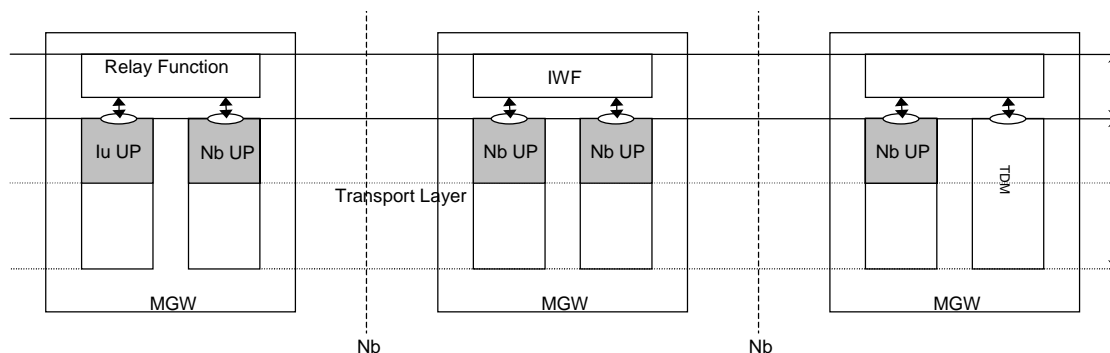 Relay Function
IWF
Iu UP
Nb UP
Nb UP
Nb UP
Nb UP
TDM
Transport Layer
MGW
MGW
MGW
Nb
Nb